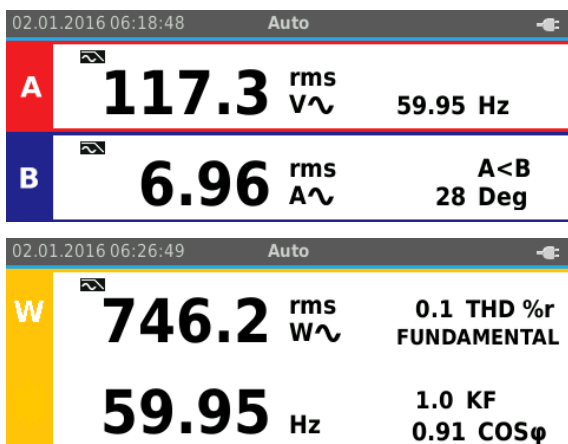 02.01.2016 06:18:48 Auto
A 117.3 rms V 59.95 Hz
B 6.96 rms A A<B 28 Deg
02.01.2016 06:26:49 Auto
W 746.2 rms W 0.1 THD %r
FUNDAMENTAL
59.95 Hz 1.0 KF
0.91 COSφ